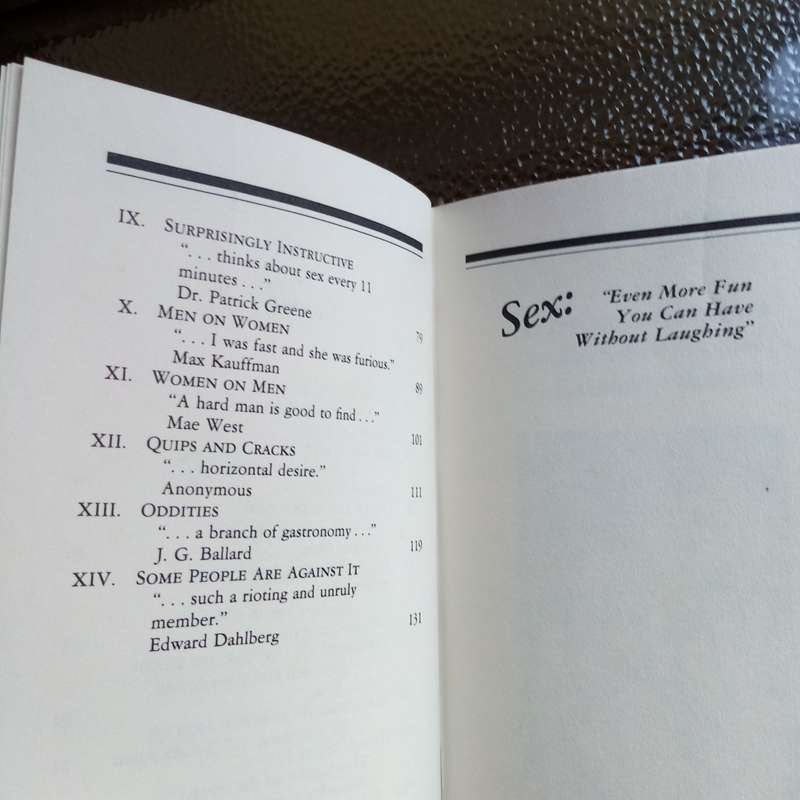 IX. SURPRISINGLY INSTRUCTIVE
“. . . thinks about sex every 11
minutes . . .”
Dr. Patrick Greene 79
X. MEN ON WOMEN
“. . . I was fast and she was furious.”
Max Kauffman 89
XI. WOMEN ON MEN
“A hard man is good to find . . .”
Mae West 101
XII. QUIPS AND CRACKS
“. . . horizontal desire.”
Anonymous 111
XIII. ODDITIES
“. . . a branch of gastronomy . . .”
J. G. Ballard 119
XIV. SOME PEOPLE ARE AGAINST IT
“. . . such a rioting and unruly
member.” 131
Edward Dahlberg
Sex: “Even More Fun
You Can Have
Without Laughing”